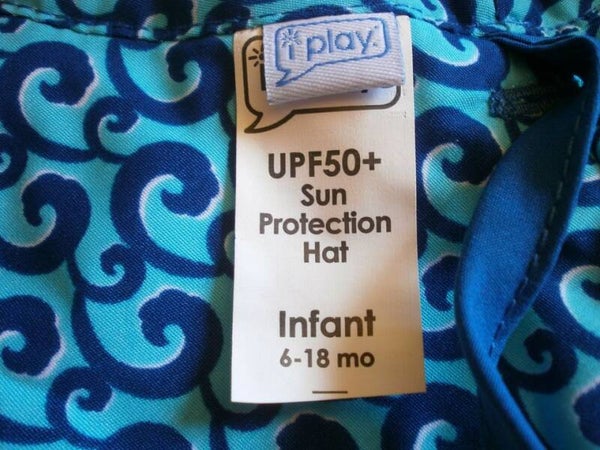 i play.
UPF50+
Sun
Protection
Hat
Infant
6-18 mo